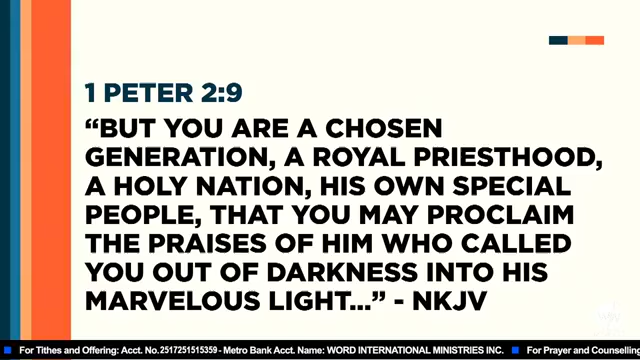 1 PETER 2:9
“BUT YOU ARE A CHOSEN
GENERATION, A ROYAL PRIESTHOOD,
A HOLY NATION, HIS OWN SPECIAL
PEOPLE, THAT YOU MAY PROCLAIM
THE PRAISES OF HIM WHO CALLED
YOU OUT OF DARKNESS INTO HIS
MARVELOUS LIGHT...” - NKJV
For Tithes and Offering: Acct. No.2517251515359 - Metro Bank Acct. Name: WORD INTERNATIONAL MINISTRIES INC. For Prayer and Counselling